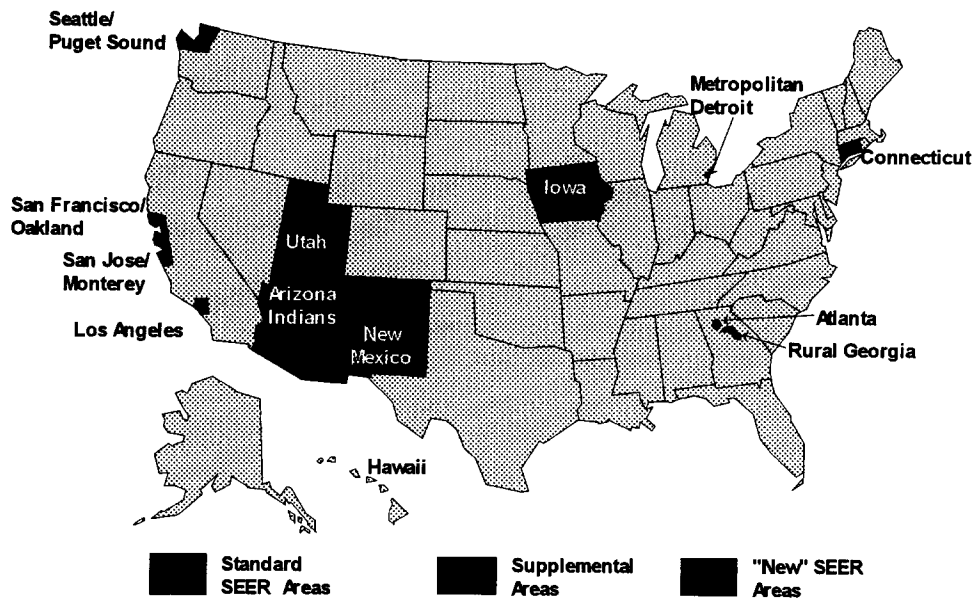 Seattle/
Puget Sound
Metropolitan
Detroit
Connecticut
Iowa
San Francisco/
Oakland
Utah
San Jose/
Monterey
Arizona
Indians
Los Angeles
New
Mexico
Atlanta
Rural Georgia
Hawaii
Standard
SEER Areas
Supplemental
Areas
"New" SEER
Areas